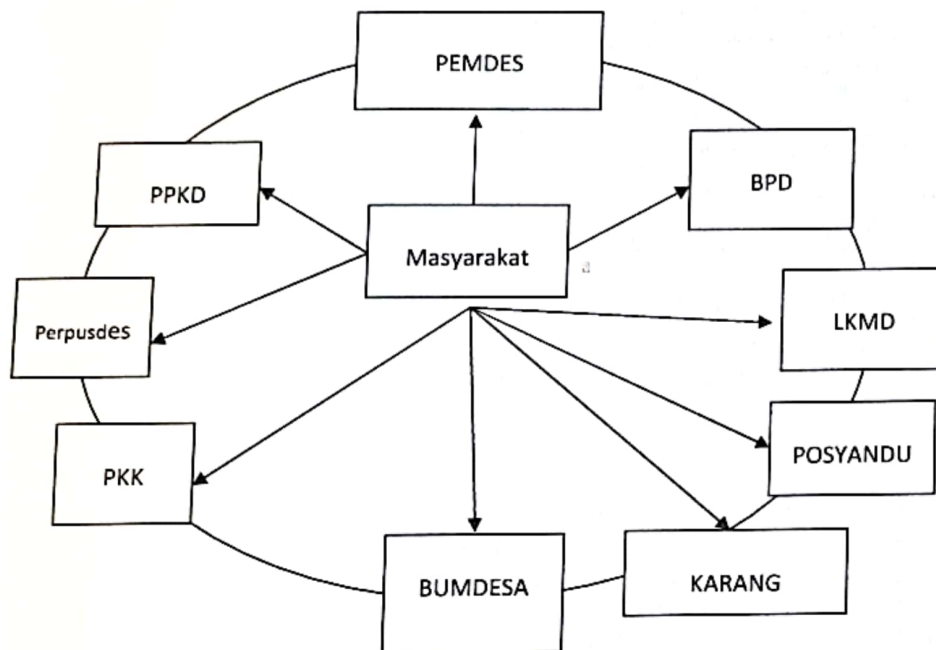 PEMDES
PPKD
BPD
Masyarakat
Perpusdes
LKMD
PKK
POSYANDU
BUMDESA
KARANG